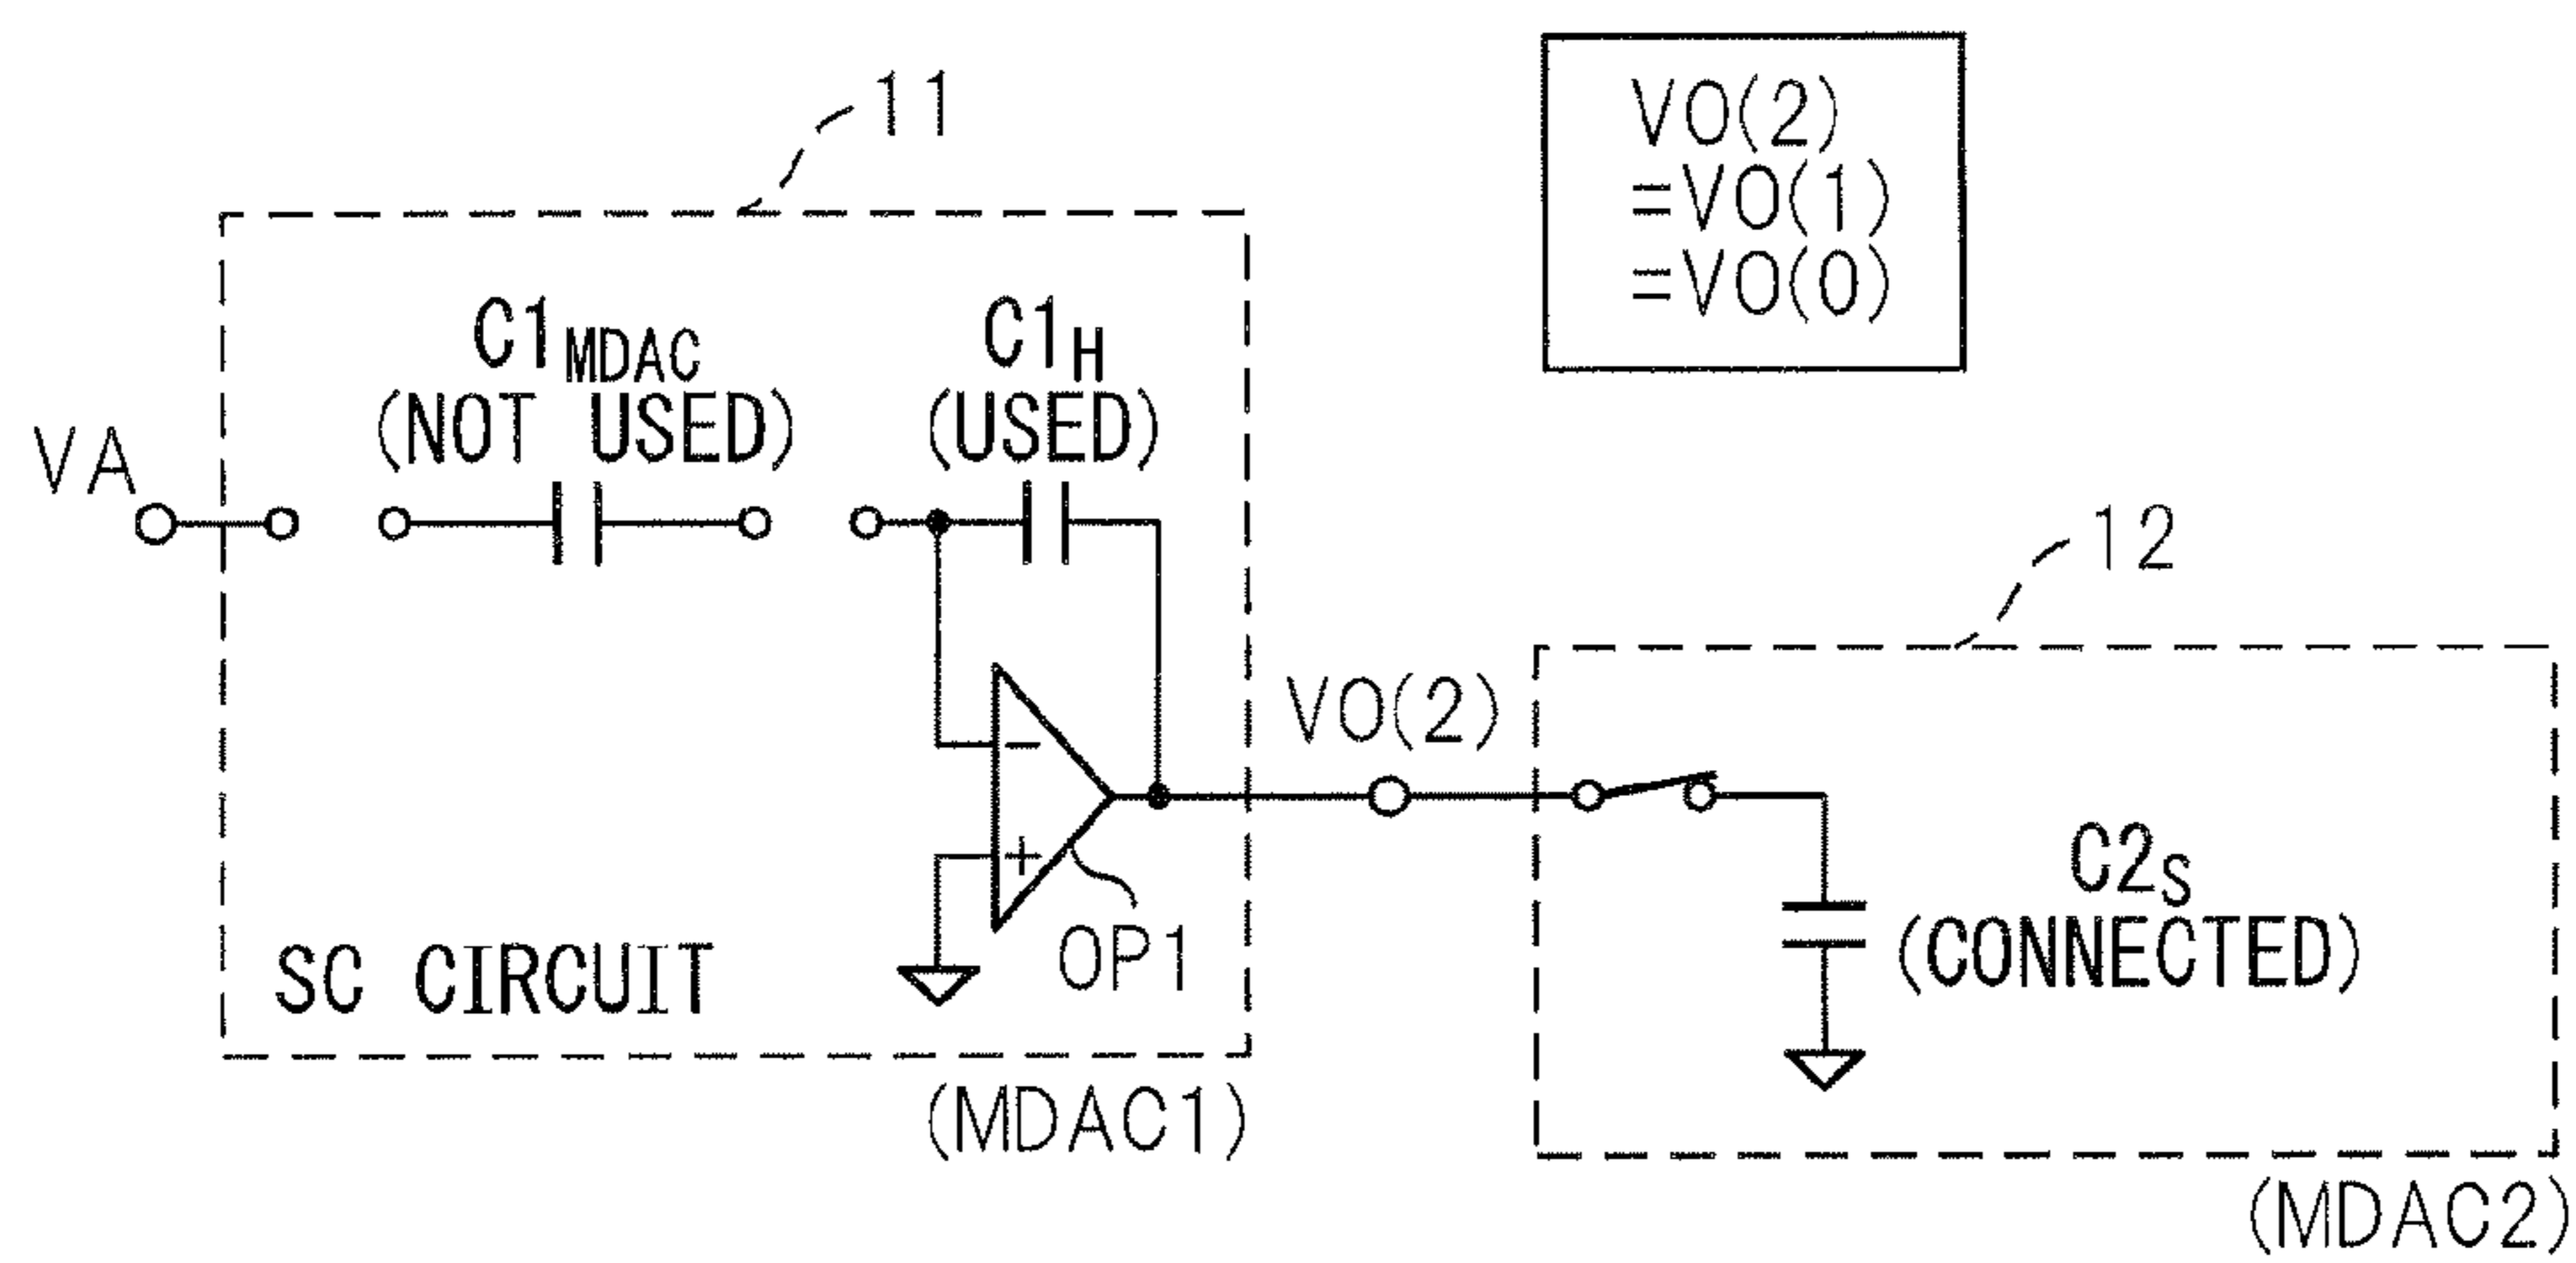 11
VO(2)
=VO(1)
=VO(0)
C1MDAC
(NOT USED)
C1H
(USED)
VA
12
VO(2)
−
+
C2S
(CONNECTED)
OP1
SC CIRCUIT
(MDAC1)
(MDAC2)